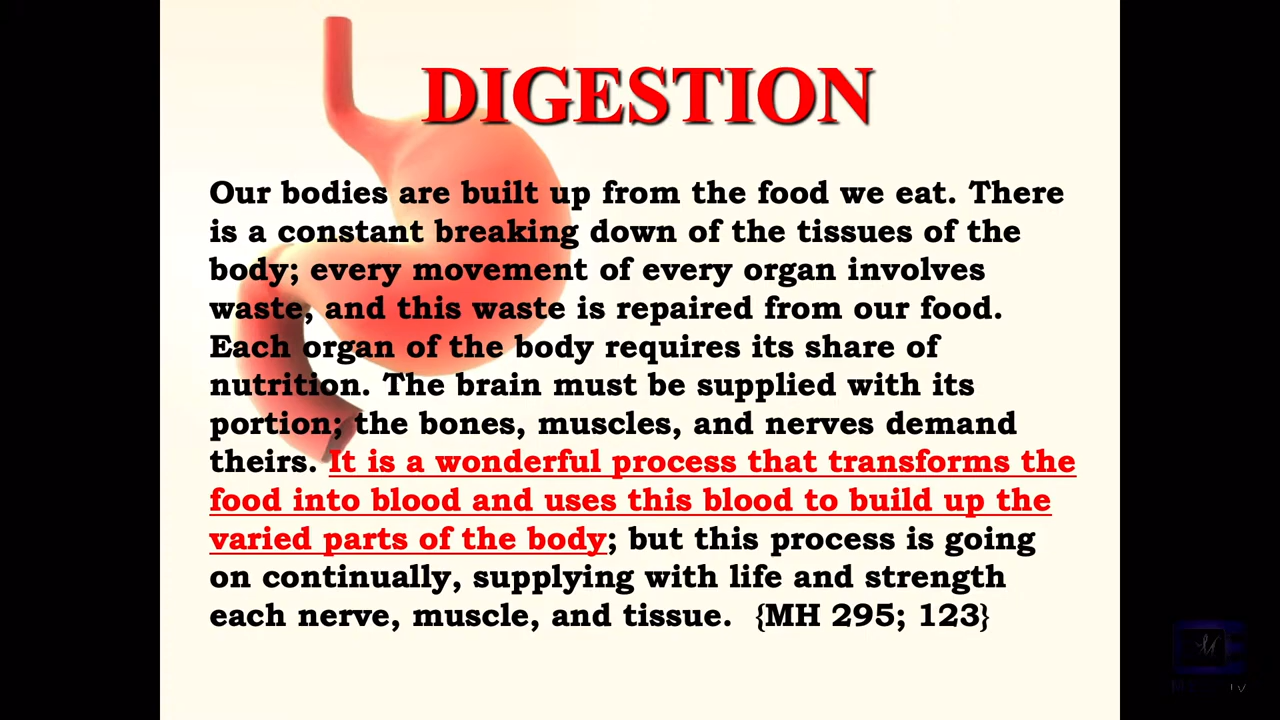 DIGESTION
Our bodies are built up from the food we eat. There
is a constant breaking down of the tissues of the
body; every movement of every organ involves
waste, and this waste is repaired from our food.
Each organ of the body requires its share of
nutrition. The brain must be supplied with its
portion; the bones, muscles, and nerves demand
theirs. It is a wonderful process that transforms the
food into blood and uses this blood to build up the
varied parts of the body; but this process is going
on continually, supplying with life and strength
each nerve, muscle, and tissue. {MH 295; 123}